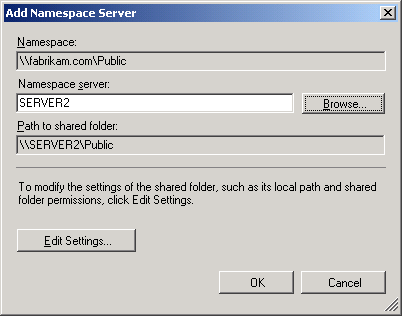 Add Namespace Server
Namespace:
\\fabrikam.com\Public
Namespace server:
SERVER2
Browse...
Path to shared folder:
\\SERVER2\Public
To modify the settings of the shared folder, such as its local path and shared
folder permissions, click Edit Settings.
Edit Settings...
OK
Cancel